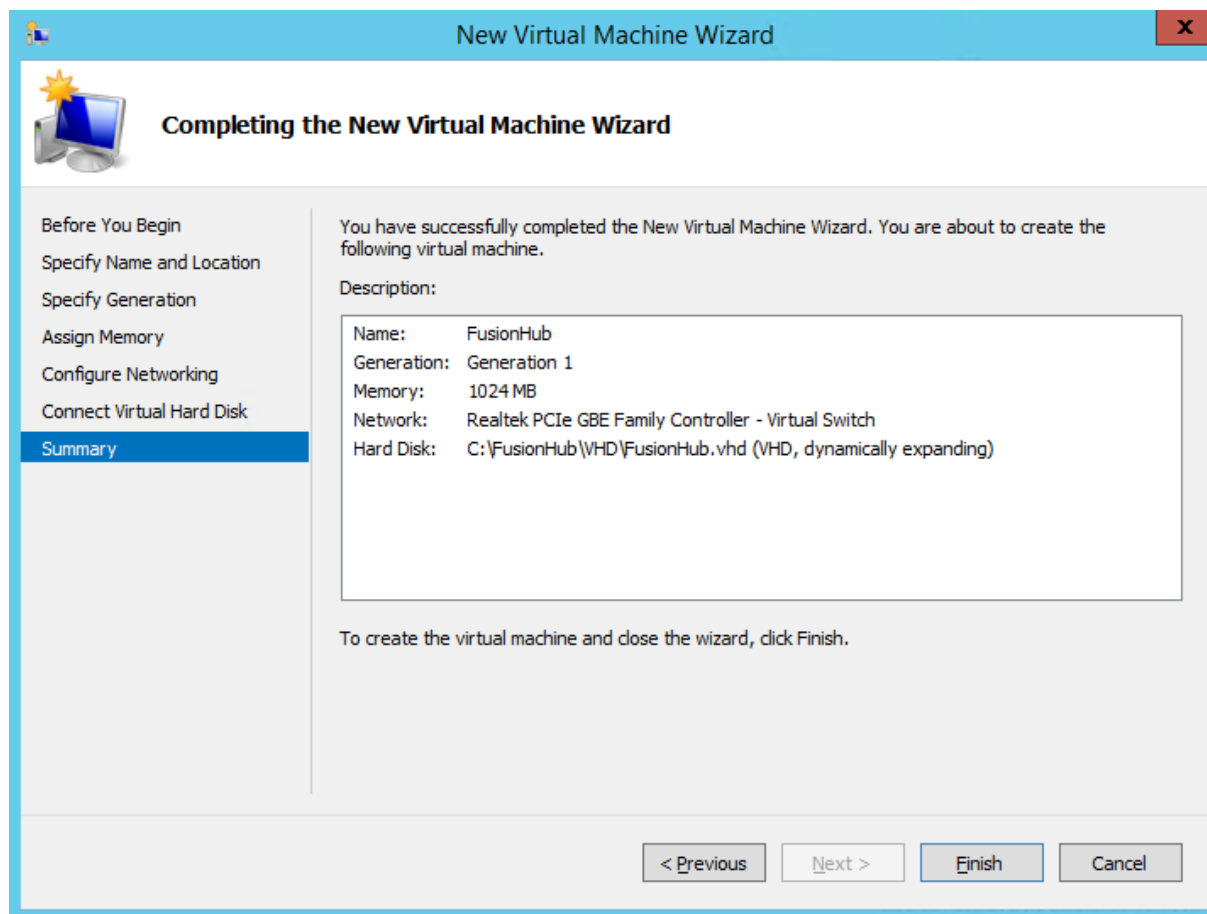 New Virtual Machine Wizard
x
Completing the New Virtual Machine Wizard
Before You Begin
Specify Name and Location
Specify Generation
Assign Memory
Configure Networking
Connect Virtual Hard Disk
Summary
You have successfully completed the New Virtual Machine Wizard. You are about to create the
following virtual machine.
Description:
Name: FusionHub
Generation: Generation 1
Memory: 1024 MB
Network: Realtek PCIe GBE Family Controller - Virtual Switch
Hard Disk: C:\FusionHub\VHD\FusionHub.vhd (VHD, dynamically expanding)
To create the virtual machine and close the wizard, click Finish.
< Previous Next > Finish Cancel